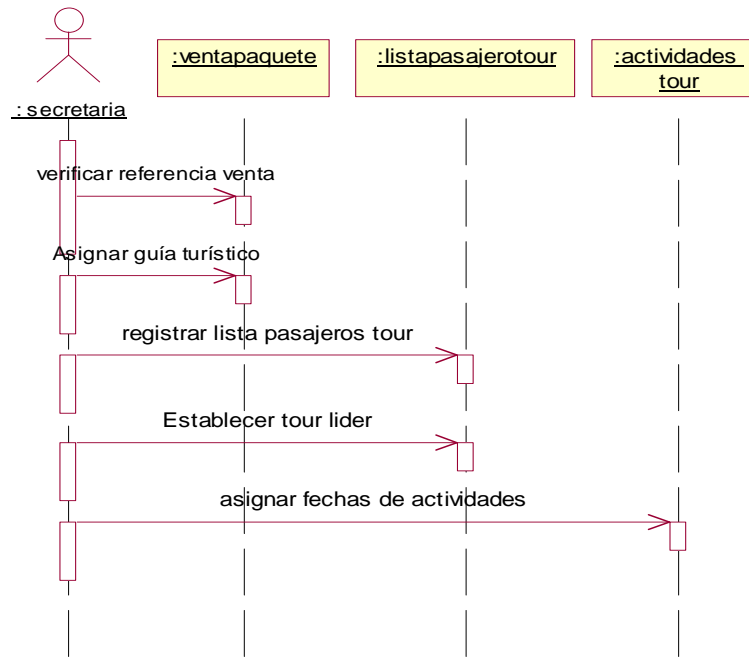 :ventapaquete
:listapasajerotour
:actividades
tour
: secretaria
verificar referencia venta
Asignar guía turístico
registrar lista pasajeros tour
Establecer tour lider
asignar fechas de actividades